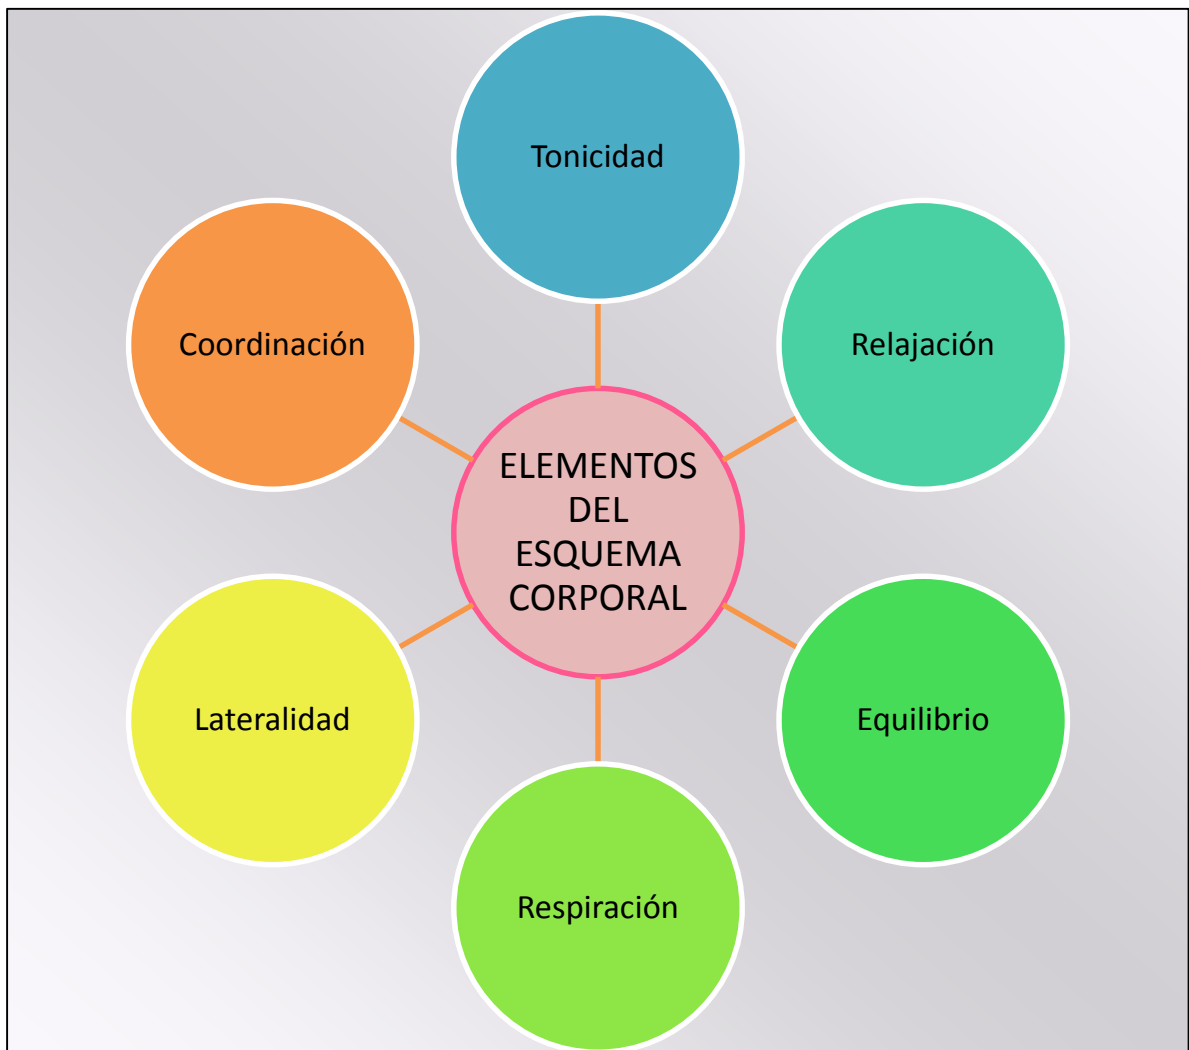 Tonicidad
Coordinación
Relajación
ELEMENTOS
DEL
ESQUEMA
CORPORAL
Lateralidad
Equilibrio
Respiración